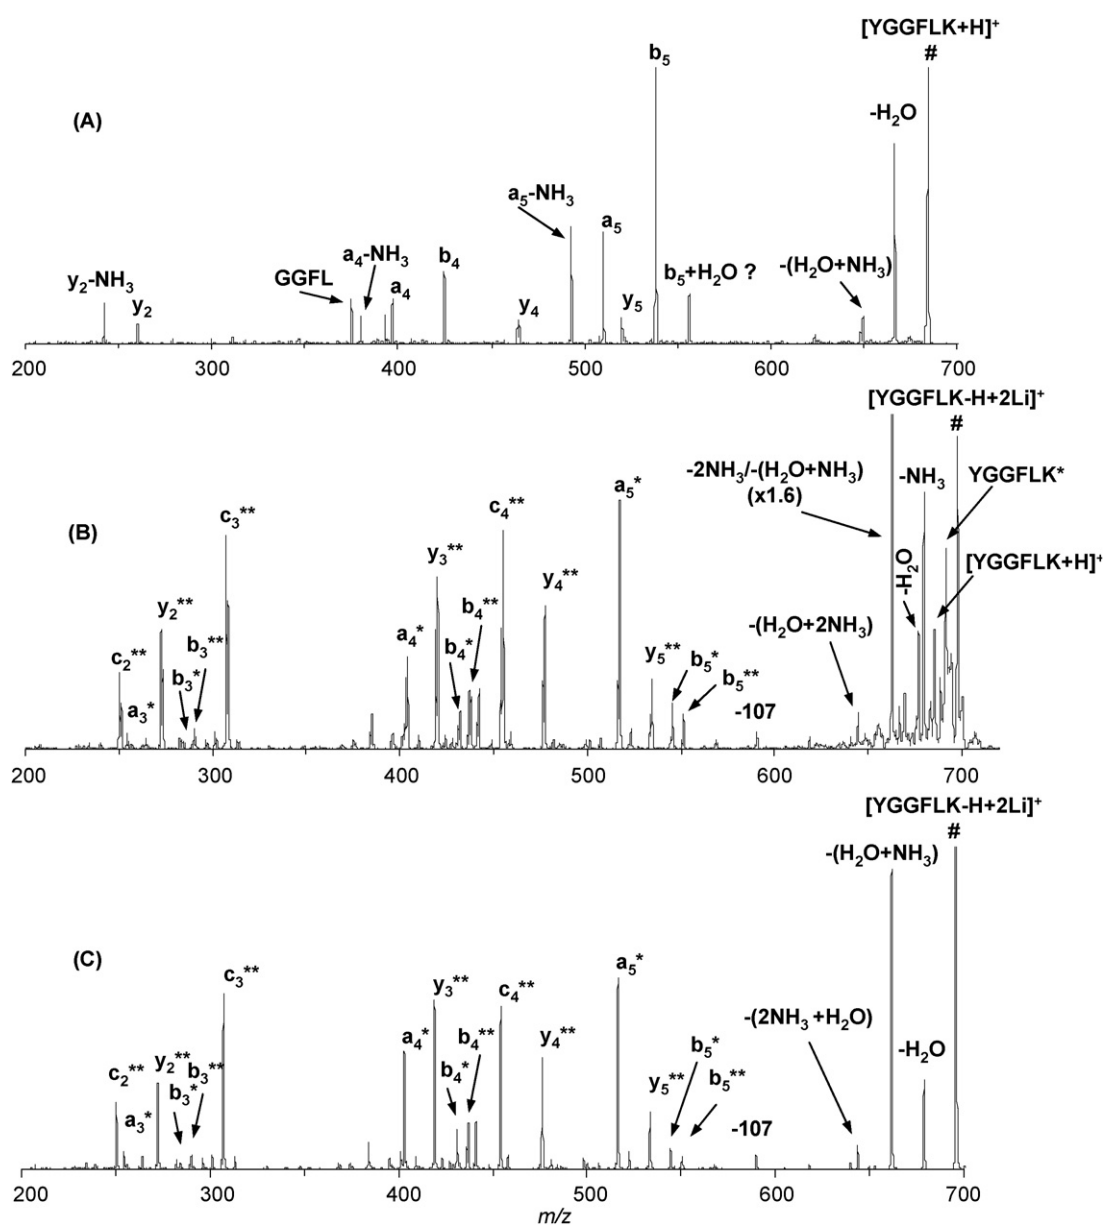 [YGGFLK+H]⁺
#
b₅
-H₂O
(A)
a₅-NH₃
a₅
y₂-NH₃
y₂
GGFL
a₄-NH₃
a₄
b₄
y₄
y₅
b₅+H₂O ?
-(H₂O+NH₃)
200 300 400 500 600 700
[YGGFLK-H+2Li]⁺
#
-2NH₃/-(H₂O+NH₃)
(x1.6)
-NH₃
YGGFLK*
(B)
c₃**
a₅*
c₄**
y₃**
y₄**
b₄**
-H₂O
[YGGFLK+H]⁺
y₂**
b₃**
a₄*
b₄*
-(H₂O+2NH₃)
c₂**
a₃*
b₃*
y₅**
b₅*
b₅**
-107
200 300 400 500 600 700
[YGGFLK-H+2Li]⁺
#
-(H₂O+NH₃)
(C)
c₃**
y₃**
c₄**
a₅*
a₄*
b₄**
y₄**
-(2NH₃ +H₂O)
-H₂O
c₂**
y₂**
b₃**
b₃*
a₃*
b₄*
y₅**
b₅*
b₅**
-107
200 300 400 500 600 700
m/z